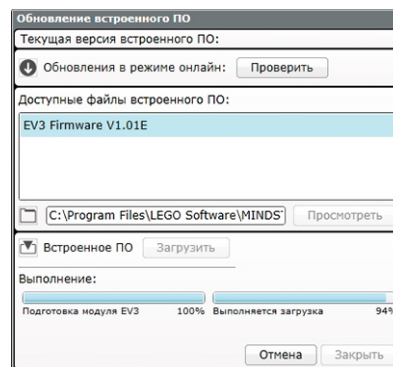 Обновление встроенного ПО
Текущая версия встроенного ПО:
Обновления в режиме онлайн: Проверить
Доступные файлы встроенного ПО:
EV3 Firmware V1.01E
C:\Program Files\LEGO Software\MINDST Просмотреть
Встроенное ПО Загрузить
Выполнение:
Подготовка модуля EV3 100% Выполняется загрузка 94%
Отмена Закрыть